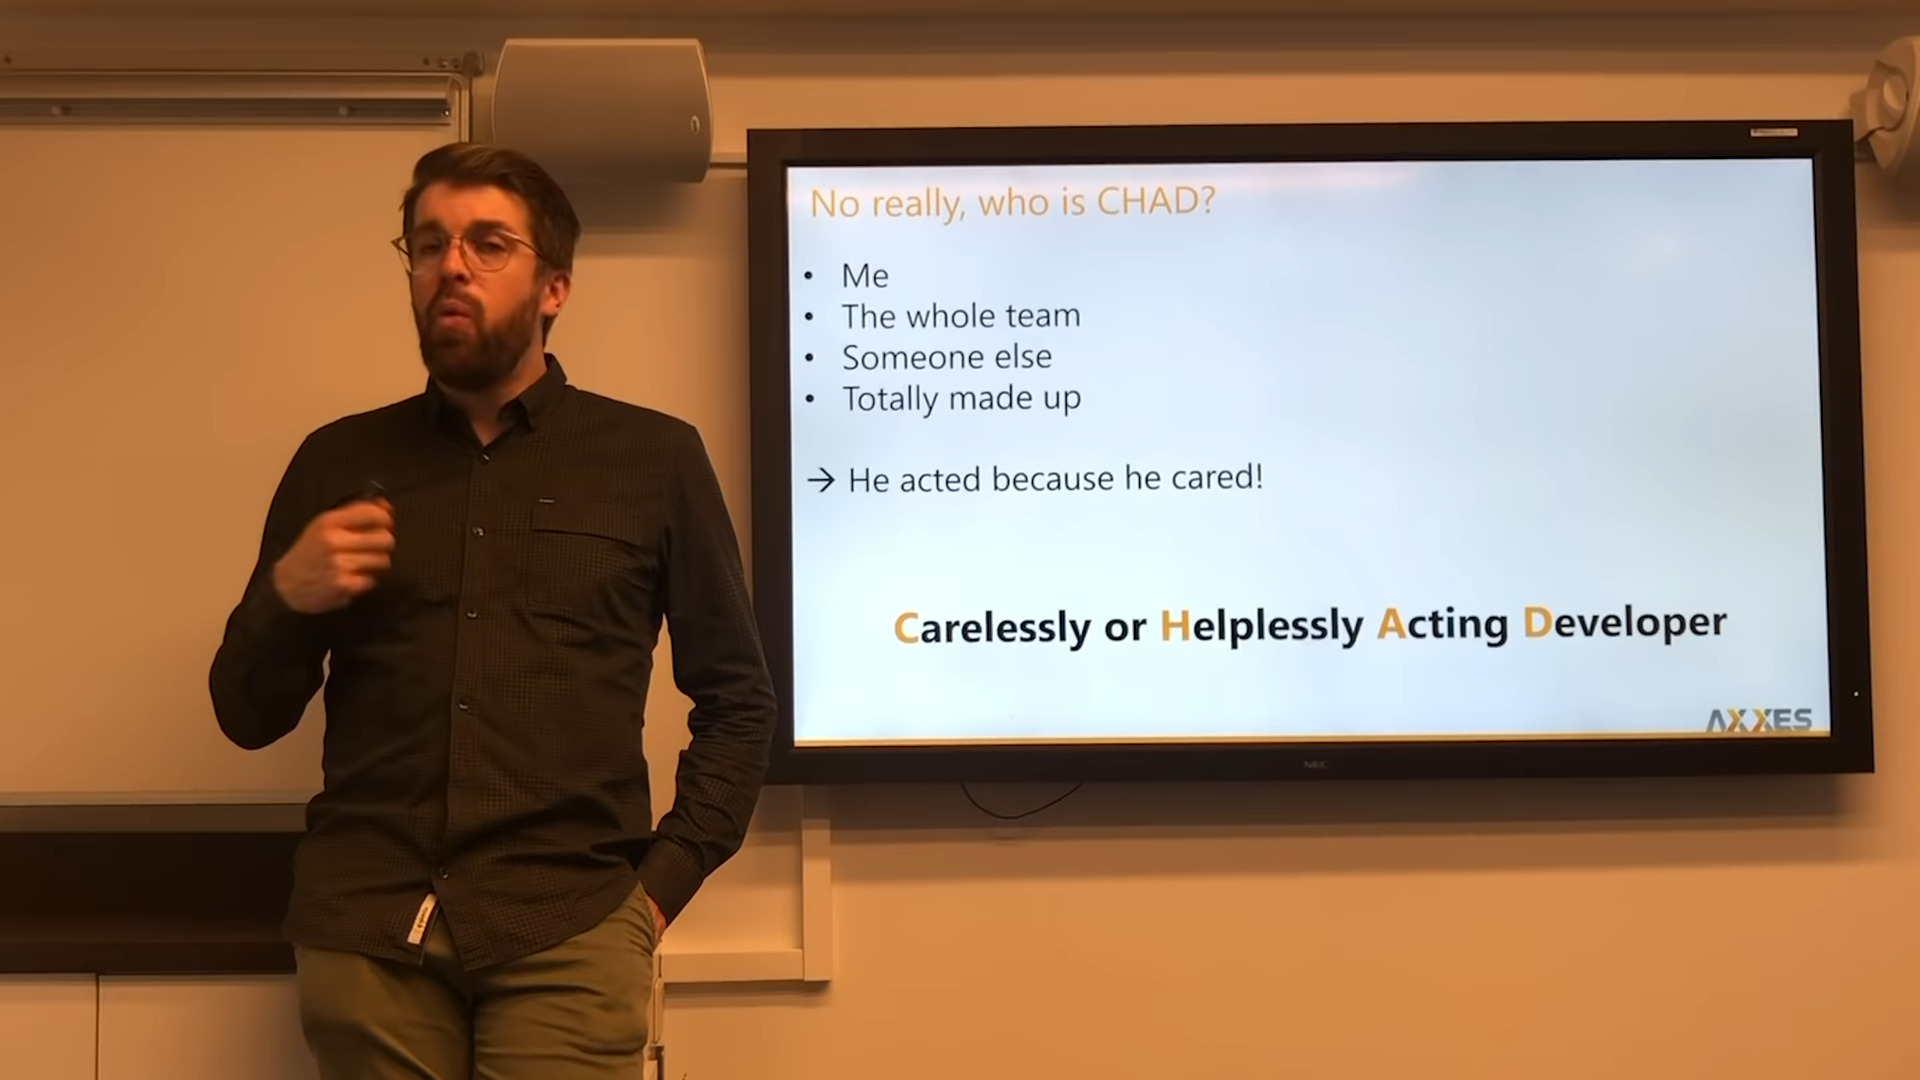 No really, who is CHAD?
• Me
• The whole team
• Someone else
• Totally made up
→ He acted because he cared!
Carelessly or Helplessly Acting Developer
AXXES
NEC